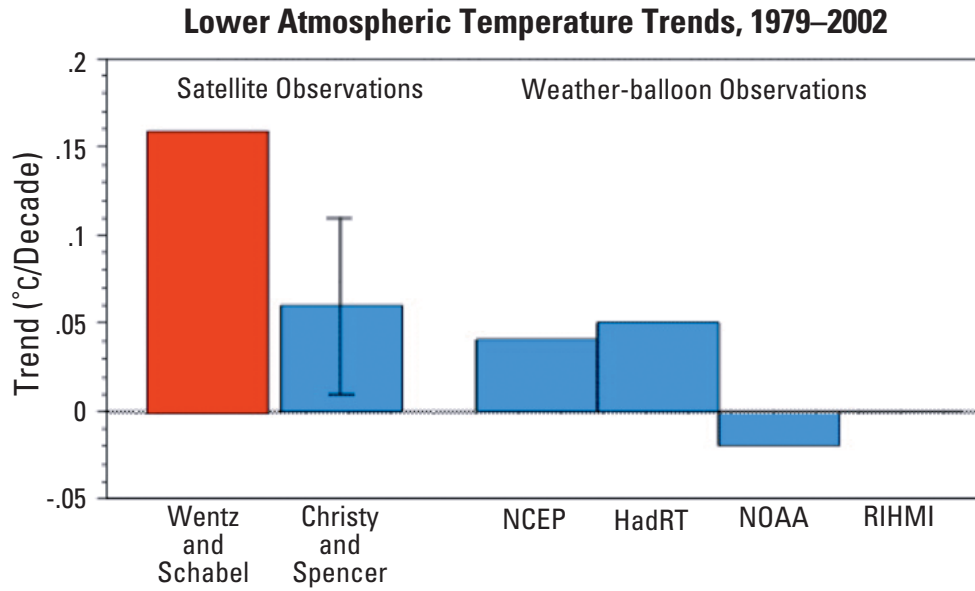 Lower Atmospheric Temperature Trends, 1979–2002
Satellite Observations
Weather-balloon Observations
Trend (°C/Decade)
.2
.15
.1
.05
0
-.05
Wentz
and
Schabel
Christy
and
Spencer
NCEP
HadRT
NOAA
RIHMI